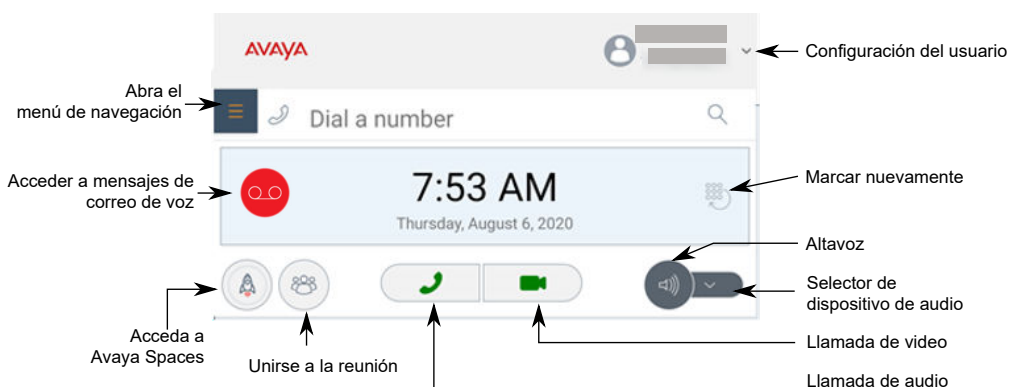 AVAYA
Configuración del usuario
Abra el
menú de navegación
Dial a number
Acceder a mensajes de
correo de voz
7:53 AM
Thursday, August 6, 2020
Marcar nuevamente
Altavoz
Selector de
dispositivo de audio
Acceda a
Avaya Spaces
Unirse a la reunión
Llamada de video
Llamada de audio